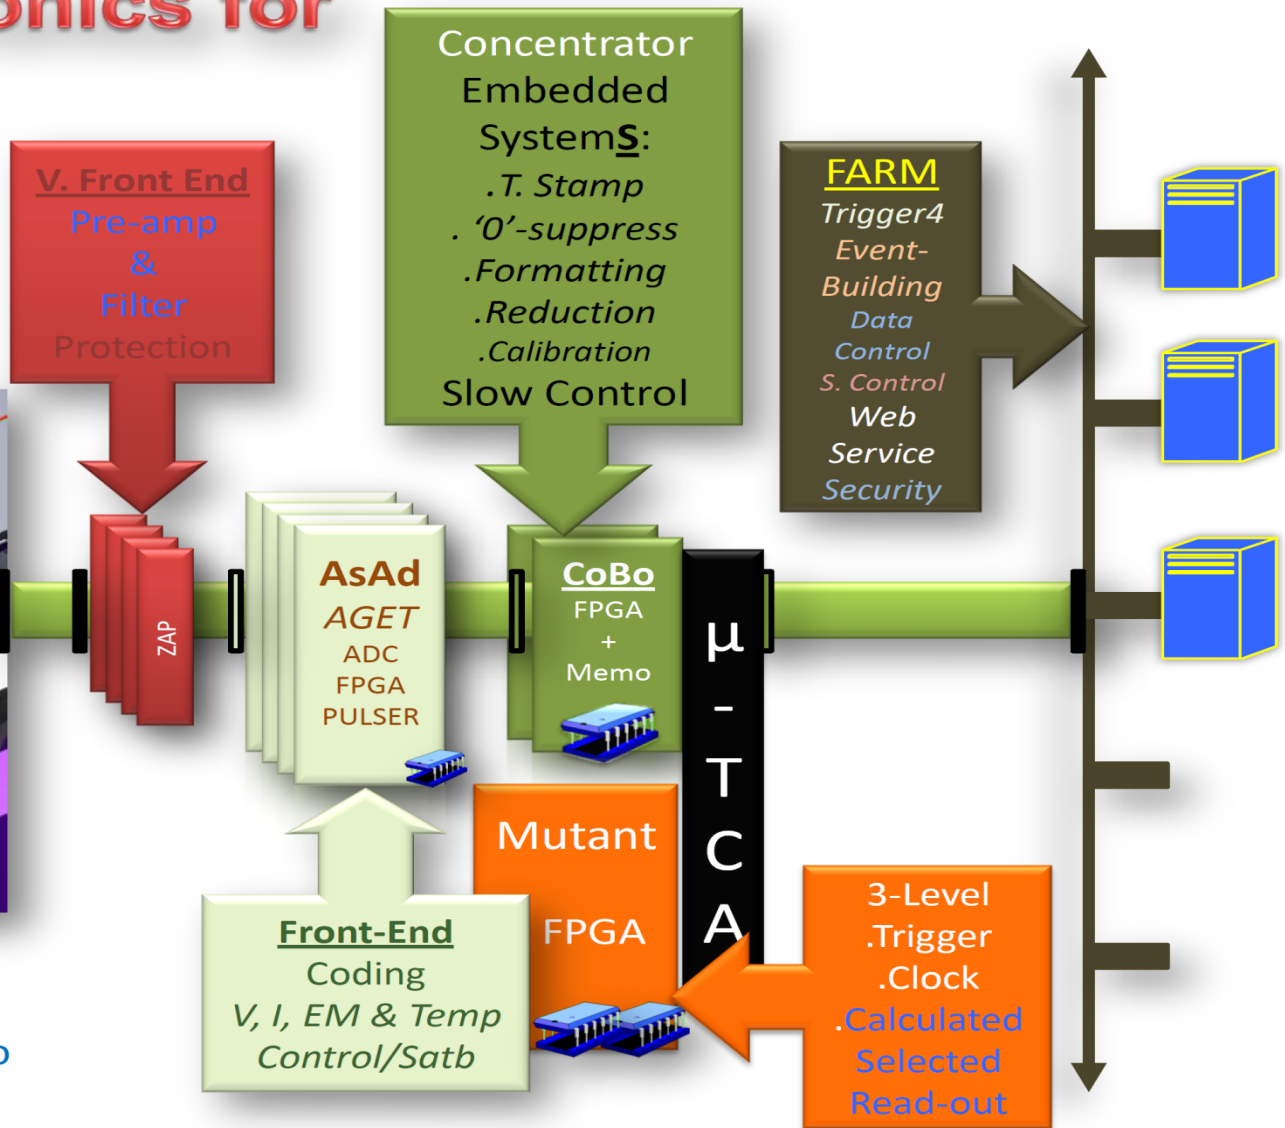 onics for
Concentrator
Embedded
SystemS:
.T. Stamp
. ‘0’-suppress
.Formatting
.Reduction
.Calibration
Slow Control
V. Front End
Pre-amp
&
Filter
Protection
FARM
Trigger4
Event-
Building
Data
Control
S. Control
Web
Service
Security
ZAP
AsAd
AGET
ADC
FPGA
PULSER
CoBo
FPGA
+
Memo
μ
-
T
C
A
Mutant
FPGA
Front-End
Coding
V, I, EM & Temp
Control/Satb
3-Level
.Trigger
.Clock
.Calculated
Selected
Read-out